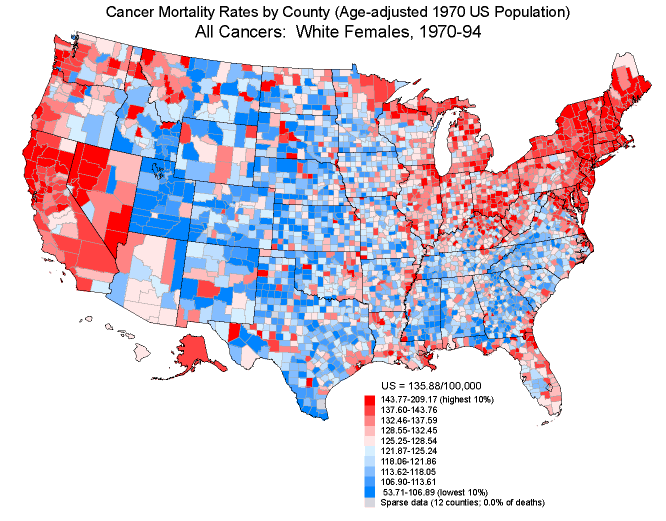 Cancer Mortality Rates by County (Age-adjusted 1970 US Population)
All Cancers: White Females, 1970-94
US = 135.88/100,000
143.77-209.17 (highest 10%)
137.60-143.76
132.46-137.59
128.55-132.45
125.25-128.54
121.87-125.24
118.06-121.86
113.62-118.05
106.90-113.61
53.71-106.89 (lowest 10%)
Sparse data (12 counties; 0.0% of deaths)